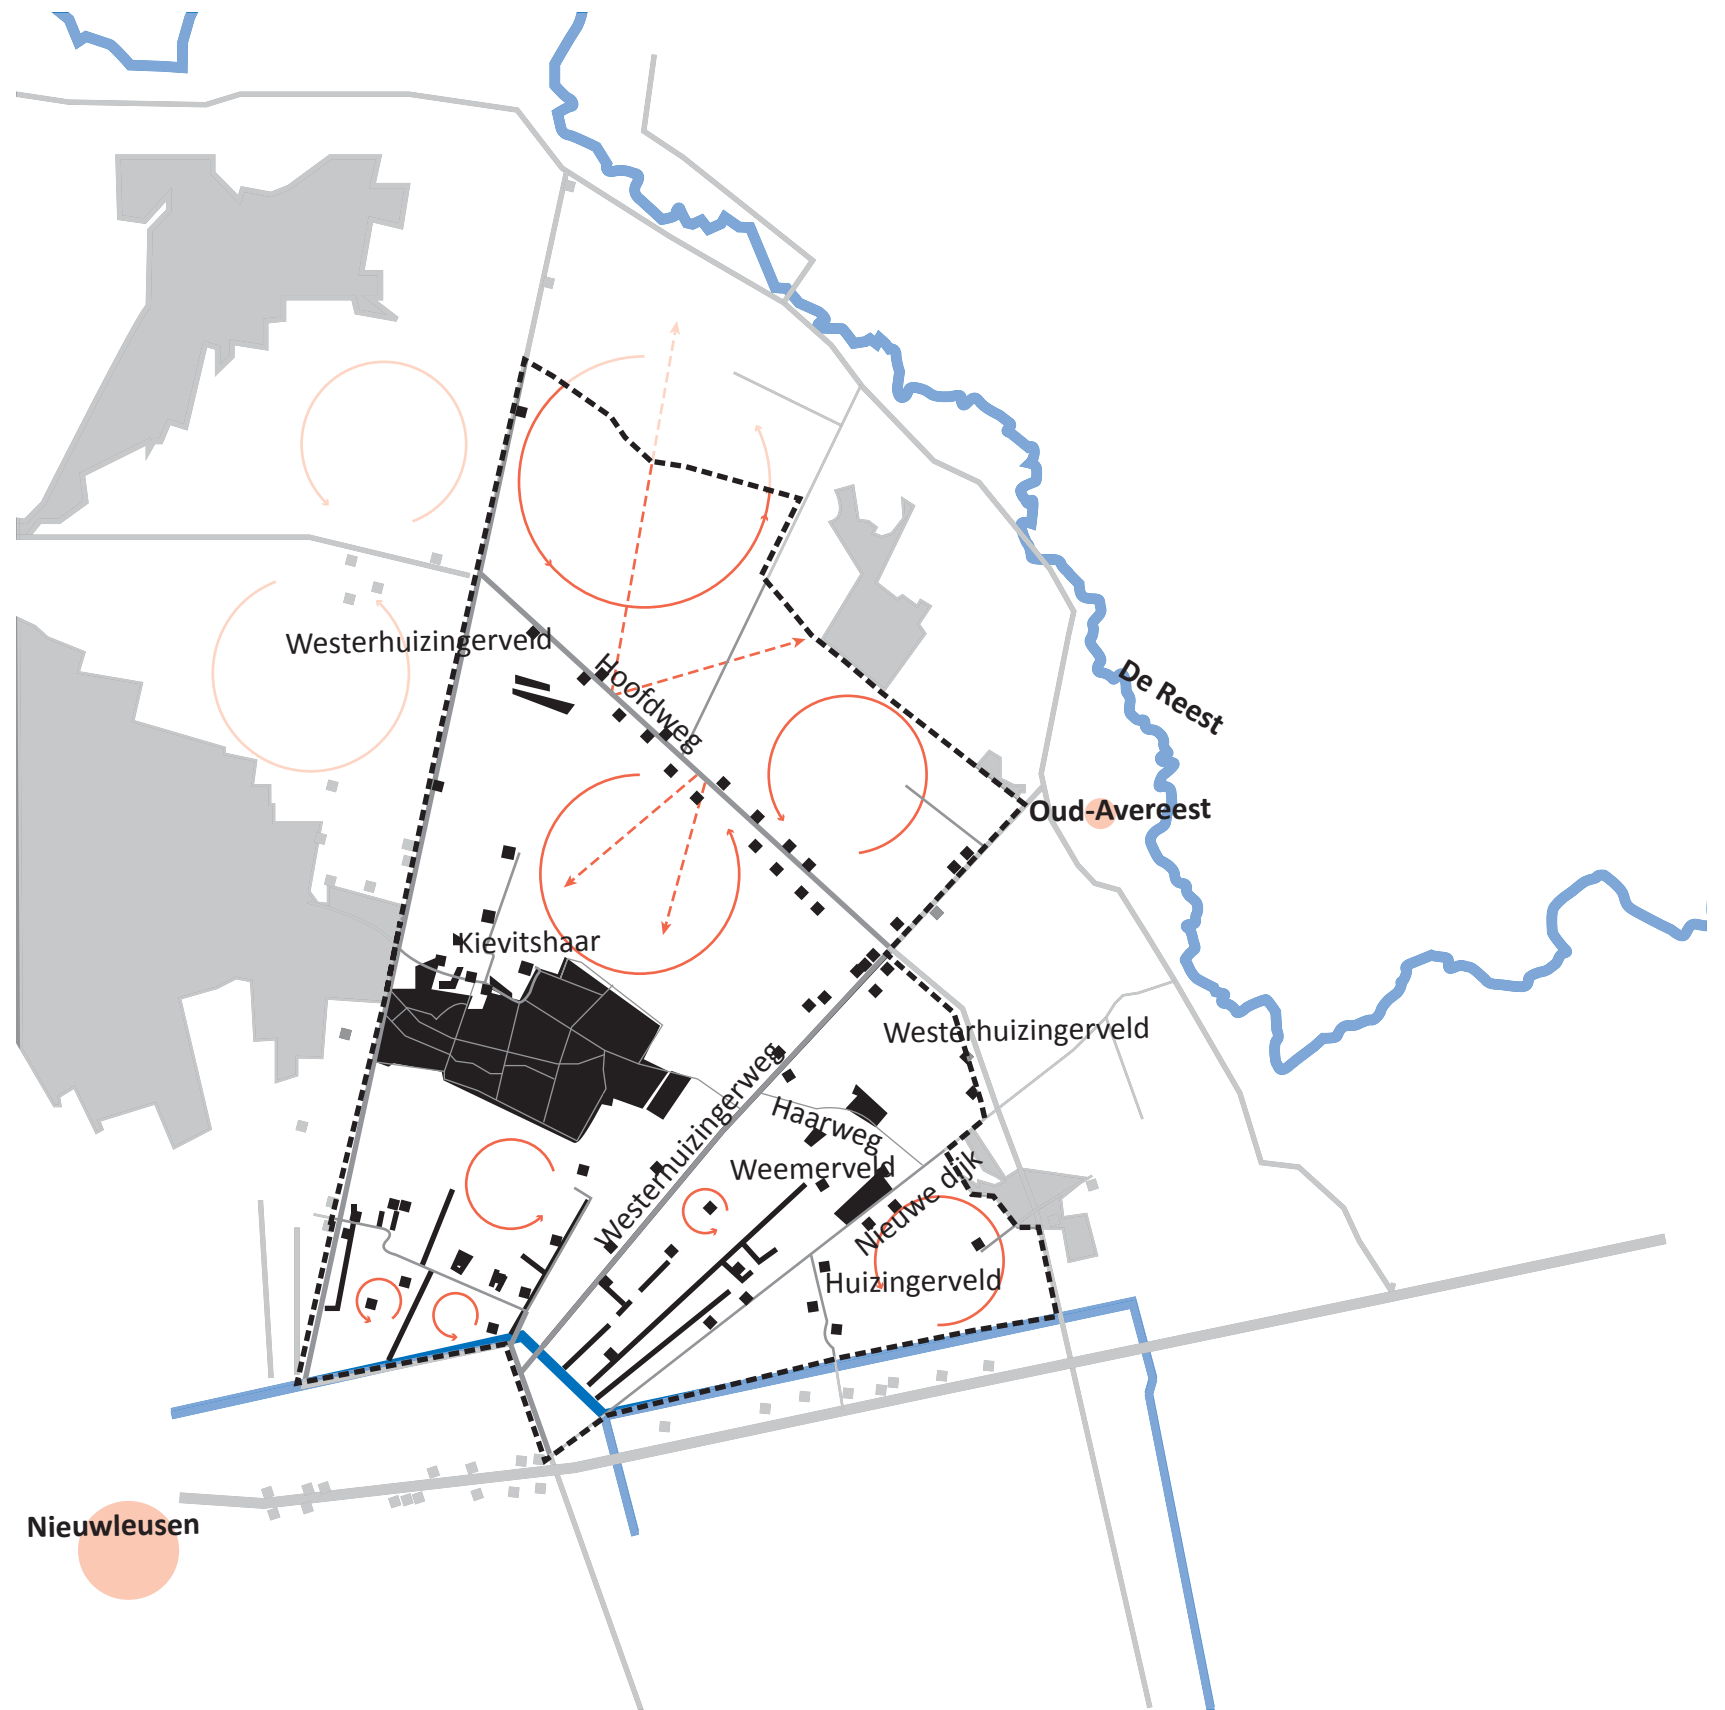 Westerhuizingerveld
Hoofdweg
De Reest
Oud-Avereest
Kievitshaar
Westerhuizingerveld
Westerhuizingerweg
Haarweg
Weemerveld
Nieuwe dijk
Huizingerveld
Nieuwleusen